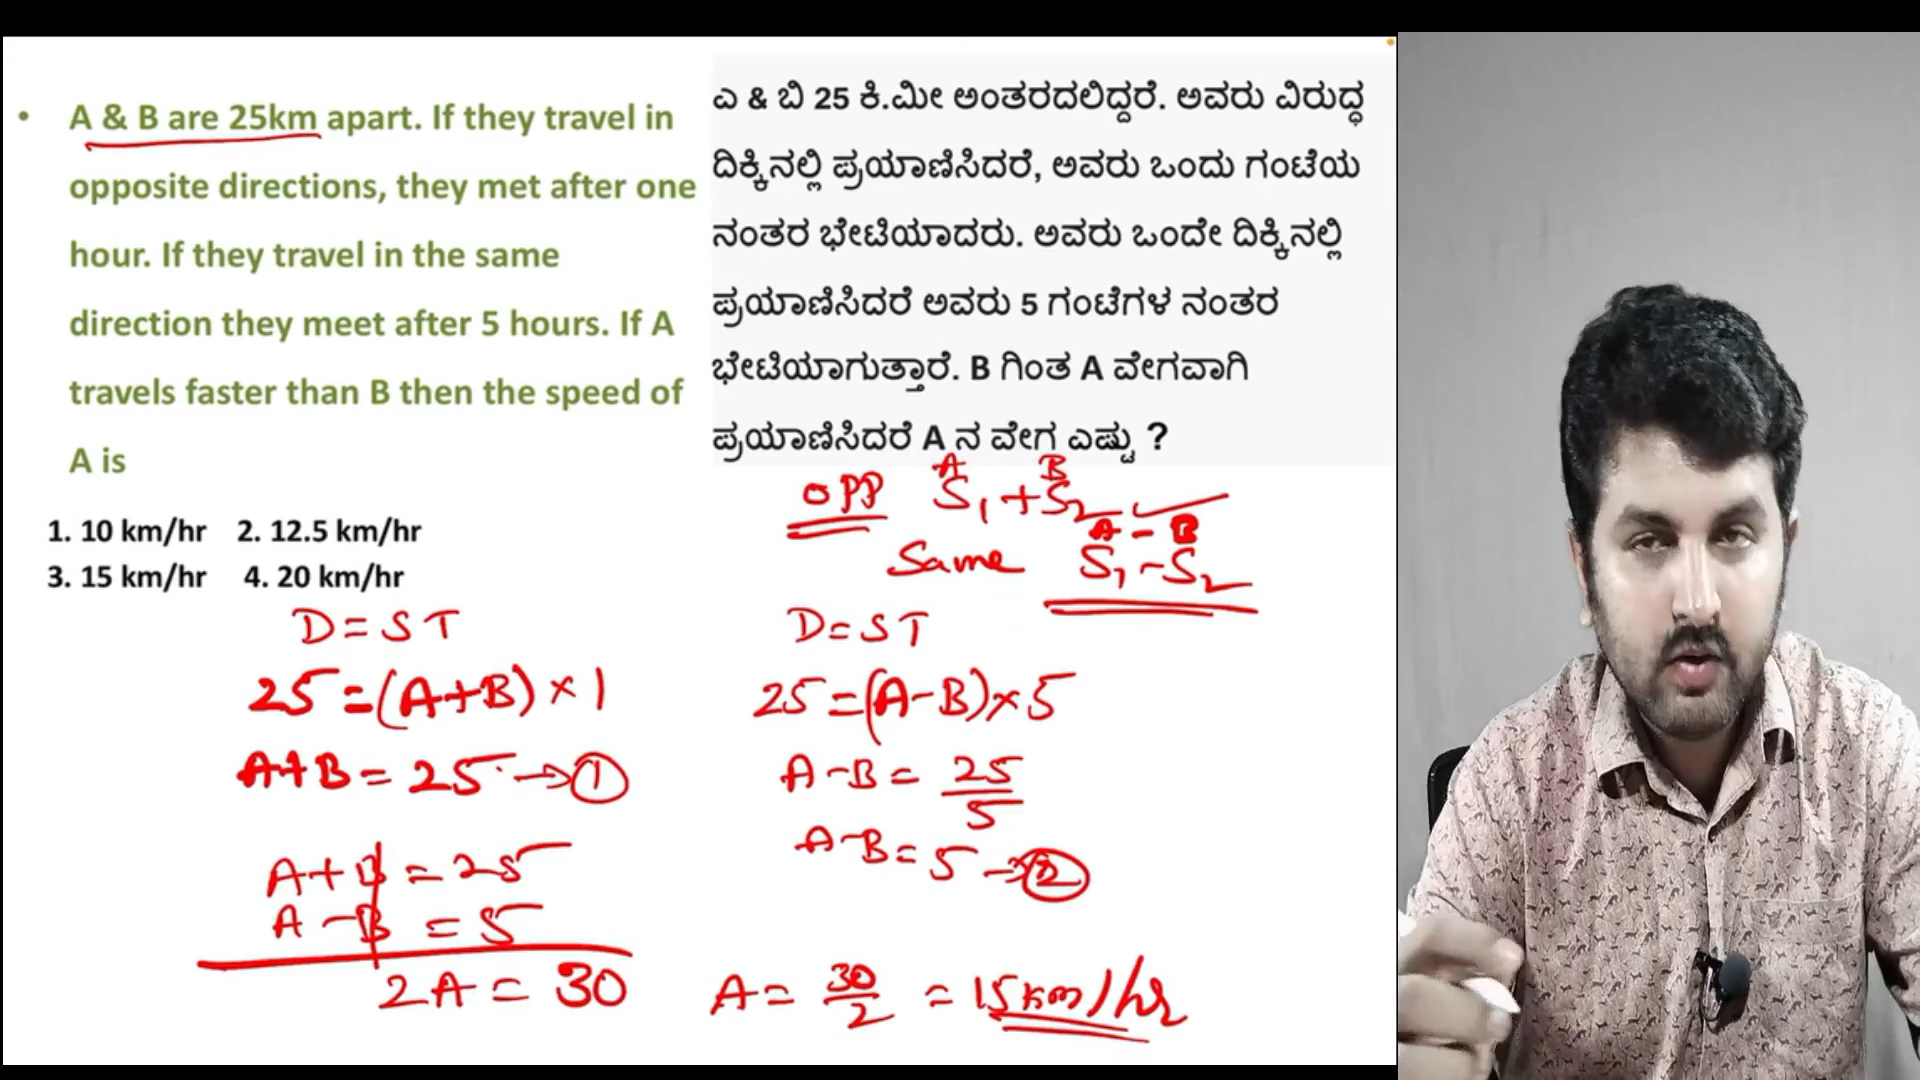 • A & B are 25km apart. If they travel in
opposite directions, they met after one
hour. If they travel in the same
direction they meet after 5 hours. If A
travels faster than B then the speed of
A is
1. 10 km/hr 2. 12.5 km/hr
3. 15 km/hr 4. 20 km/hr
ಎ & ಬಿ 25 ಕಿ.ಮೀ ಅಂತರದಲಿದ್ದರೆ. ಅವರು ವಿರುದ್ಧ
ದಿಕ್ಕಿನಲ್ಲಿ ಪ್ರಯಾಣಿಸಿದರೆ, ಅವರು ಒಂದು ಗಂಟೆಯ
ನಂತರ ಭೇಟಿಯಾದರು. ಅವರು ಒಂದೇ ದಿಕ್ಕಿನಲ್ಲಿ
ಪ್ರಯಾಣಿಸಿದರೆ ಅವರು 5 ಗಂಟೆಗಳ ನಂತರ
ಭೇಟಿಯಾಗುತ್ತಾರೆ. B ಗಿಂತ A ವೇಗವಾಗಿ
ಪ್ರಯಾಣಿಸಿದರೆ A ನ ವೇಗ ಎಷ್ಟು ?
A B
OPP S₁+S₂
A - B
Same S₁-S₂
D=ST
25=(A+B)×1
A+B=25→①
A+B=25
A-B=5
2A=30
D=ST
25=(A-B)×5
A-B=25/5
A-B=5→②
A=30/2=15km/hr